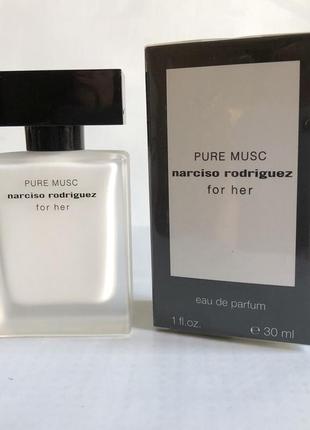 PURE MUSC
narciso rodriguez
for her
PURE MUSC
narciso rodriguez
for her
eau de parfum
1 fl.oz.
℮ 30 ml